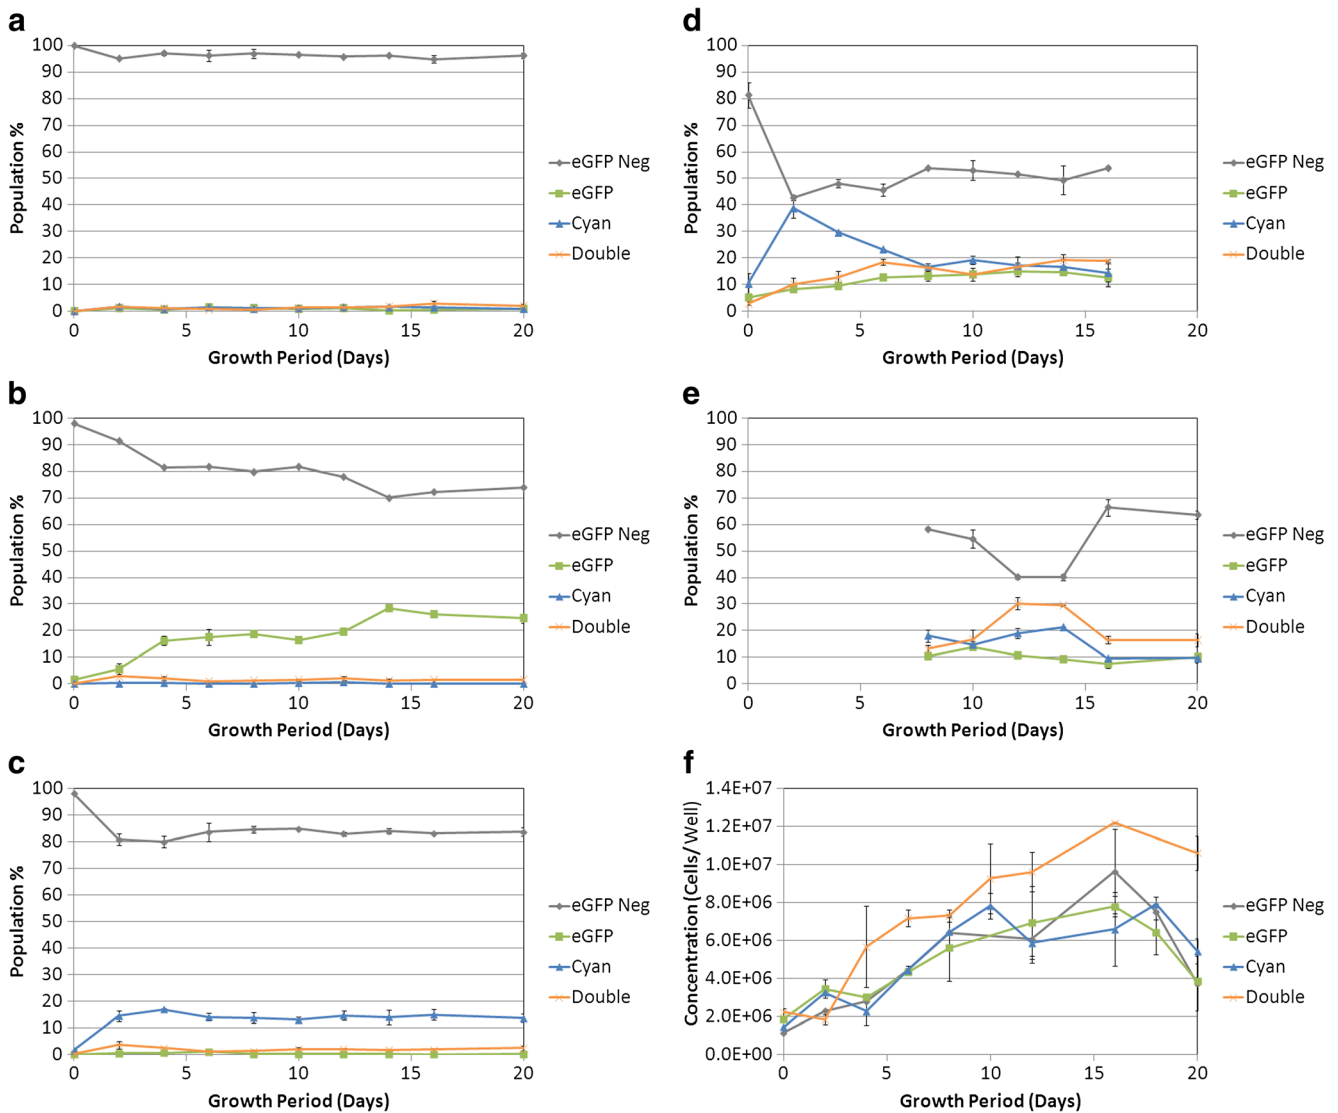 a
Population %
100
90
80
70
60
50
40
30
20
10
0
0 5 10 15 20
Growth Period (Days)
eGFP Neg
eGFP
Cyan
Double
b
Population %
100
90
80
70
60
50
40
30
20
10
0
0 5 10 15 20
Growth Period (Days)
eGFP Neg
eGFP
Cyan
Double
c
Population %
100
90
80
70
60
50
40
30
20
10
0
0 5 10 15 20
Growth Period (Days)
eGFP Neg
eGFP
Cyan
Double
d
Population %
100
90
80
70
60
50
40
30
20
10
0
0 5 10 15 20
Growth Period (Days)
eGFP Neg
eGFP
Cyan
Double
e
Population %
100
90
80
70
60
50
40
30
20
10
0
0 5 10 15 20
Growth Period (Days)
eGFP Neg
eGFP
Cyan
Double
f
Concentration (Cells/ Well)
1.4E+07
1.2E+07
1.0E+07
8.0E+06
6.0E+06
4.0E+06
2.0E+06
0.0E+00
0 5 10 15 20
Growth Period (Days)
eGFP Neg
eGFP
Cyan
Double